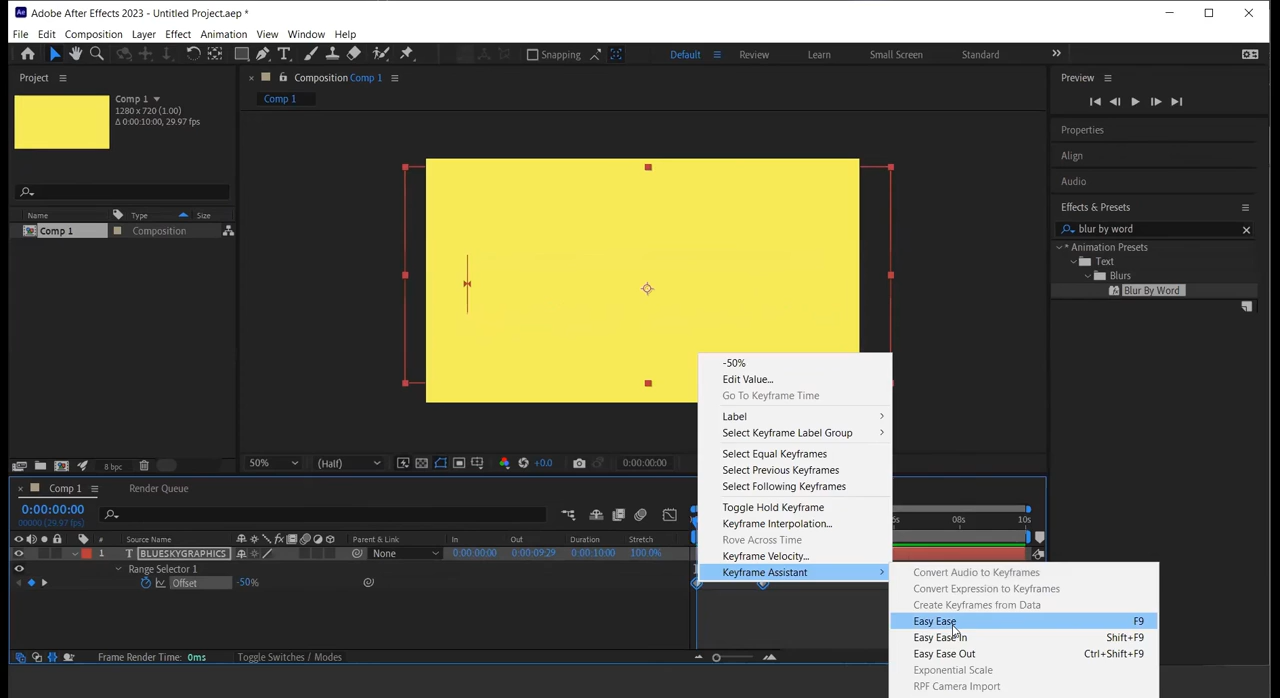 Adobe After Effects 2023 - Untitled Project.aep *
File Edit Composition Layer Effect Animation View Window Help
Snapping Default Review Learn Small Screen Standard
Project
Composition Comp 1
Preview
Comp 1
1280 x 720 (1.00)
Δ 0:00:10:00, 29.97 fps
Comp 1
Properties
Align
Audio
Effects & Presets
blur by word
* Animation Presets
Text
Blurs
Blur By Word
Name Type Size
Comp 1 Composition
8 bpc
50% (Half) +0.0 0:00:00:00
-50%
Edit Value...
Go To Keyframe Time
Label
Select Keyframe Label Group
Select Equal Keyframes
Select Previous Keyframes
Select Following Keyframes
Toggle Hold Keyframe
Keyframe Interpolation...
Rove Across Time
Keyframe Velocity...
Keyframe Assistant
Convert Audio to Keyframes
Convert Expression to Keyframes
Create Keyframes from Data
Easy Ease F9
Easy Ease In Shift+F9
Easy Ease Out Ctrl+Shift+F9
Exponential Scale
RPF Camera Import
Comp 1 Render Queue
0:00:00:00
00000 (29.97 fps)
08s 10s
# Source Name Parent & Link In Out Duration Stretch
1 T BLUESKYGRAPHICS None 0:00:00:00 0:00:09:29 0:00:10:00 100.0%
Range Selector 1
Offset -50%
Frame Render Time: 0ms Toggle Switches / Modes